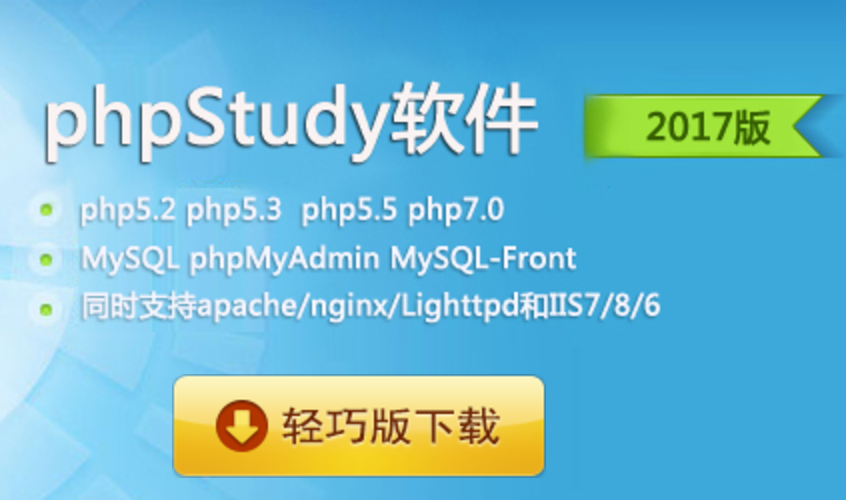 phpStudy软件
2017版
php5.2 php5.3 php5.5 php7.0
MySQL phpMyAdmin MySQL-Front
同时支持apache/nginx/Lighttpd和IIS7/8/6
轻巧版下载